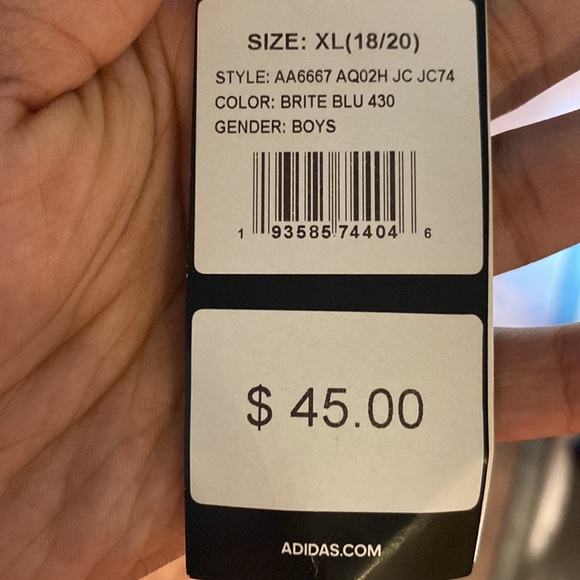 SIZE: XL(18/20)
STYLE: AA6667 AQ02H JC JC74
COLOR: BRITE BLU 430
GENDER: BOYS
1 93585 74404 6
$ 45.00
ADIDAS.COM